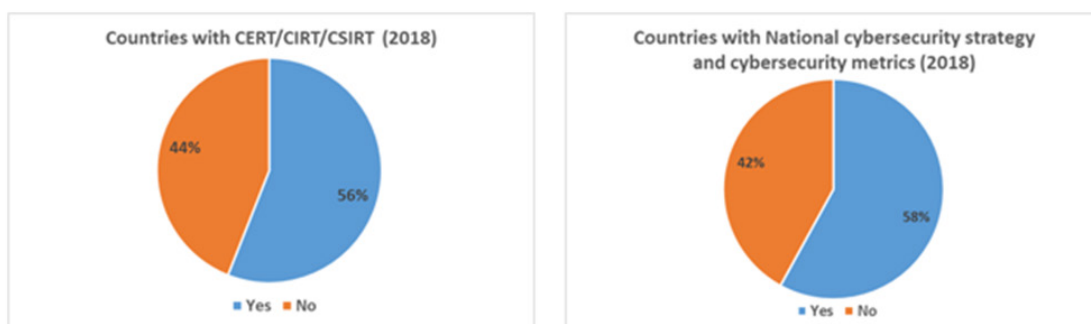 Countries with CERT/CIRT/CSIRT (2018)
44%
56%
Yes No
Countries with National cybersecurity strategy
and cybersecurity metrics (2018)
42%
58%
Yes No